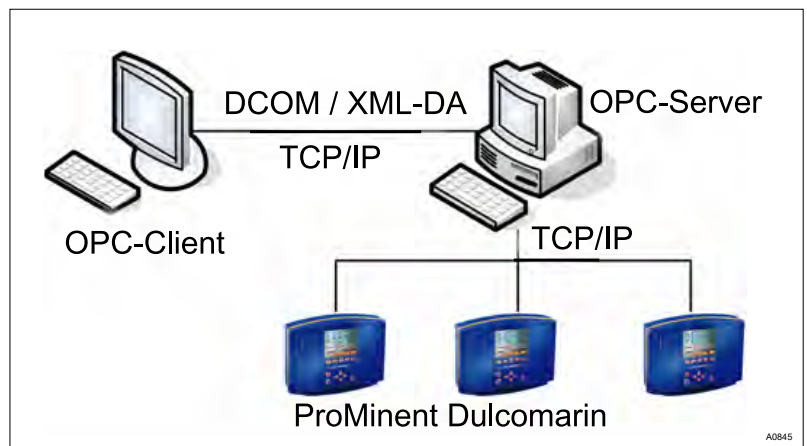 DCOM / XML-DA
OPC-Server
TCP/IP
OPC-Client
TCP/IP
ProMinent Dulcomarin
A0845